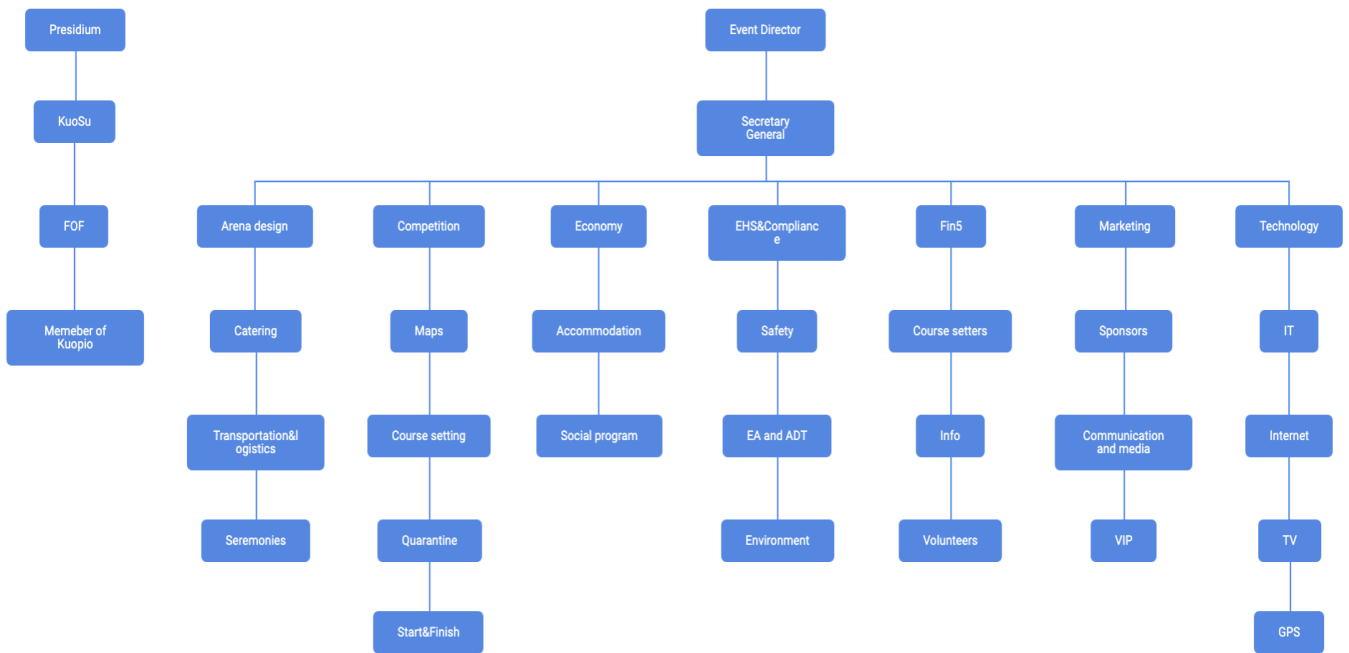 Presidium
Event Director
KuoSu
Secretary
General
FOF
Arena design
Competition
Economy
EHS&Complianc
e
Fin5
Marketing
Technology
Memeber of
Kuopio
Catering
Maps
Accommodation
Safety
Course setters
Sponsors
IT
Transportation&l
ogistics
Course setting
Social program
EA and ADT
Info
Communication
and media
Internet
Seremonies
Quarantine
Environment
Volunteers
VIP
TV
Start&Finish
GPS